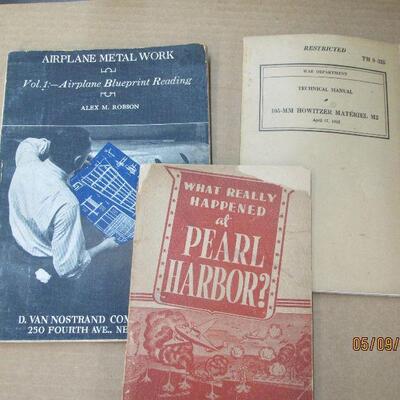 AIRPLANE METAL WORK
Vol. 1:—Airplane Blueprint Reading
ALEX M. ROBSON
D. VAN NOSTRAND COM
250 FOURTH AVE., NE
RESTRICTED
TM 9-325
WAR DEPARTMENT
TECHNICAL MANUAL
105-MM HOWITZER MATERIEL M2
April 17,
WHAT REALLY
HAPPENED
at
PEARL
HARBOR?
05/09/